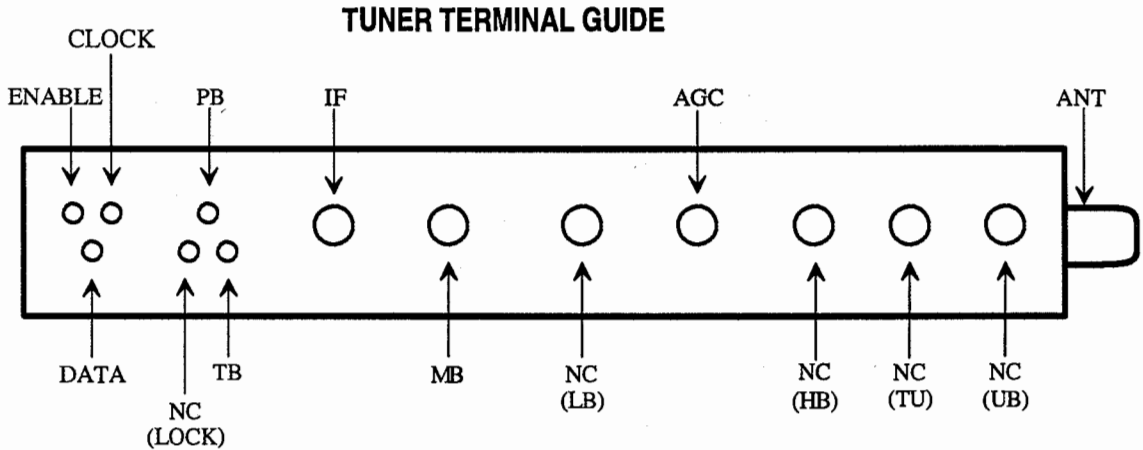 TUNER TERMINAL GUIDE
CLOCK
ENABLE
PB
IF
AGC
ANT
DATA
NC
(LOCK)
TB
MB
NC
(LB)
NC
(HB)
NC
(TU)
NC
(UB)